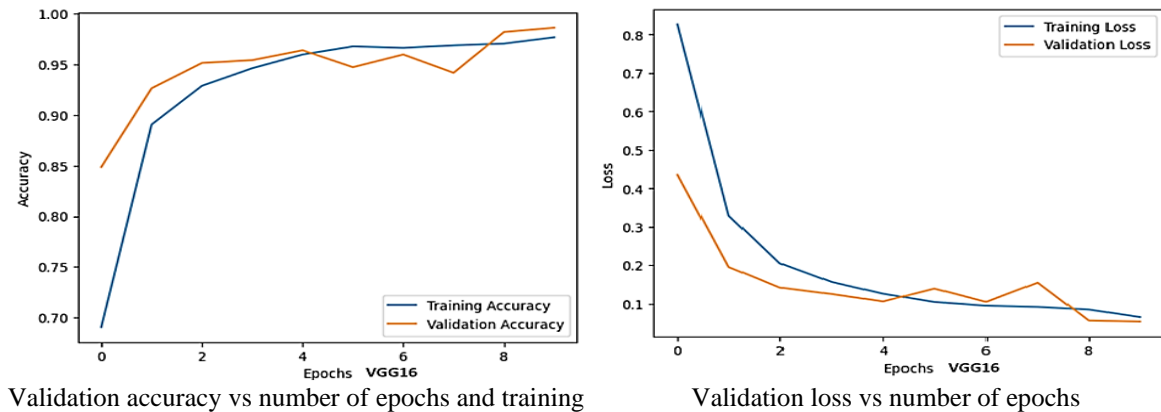 1.00
0.95
0.90
0.85
0.80
0.75
0.70
Accuracy
Training Accuracy
Validation Accuracy
0 2 4 6 8
Epochs VGG16
Validation accuracy vs number of epochs and training
0.8
0.7
0.6
0.5
0.4
0.3
0.2
0.1
Loss
Training Loss
Validation Loss
0 2 4 6 8
Epochs VGG16
Validation loss vs number of epochs